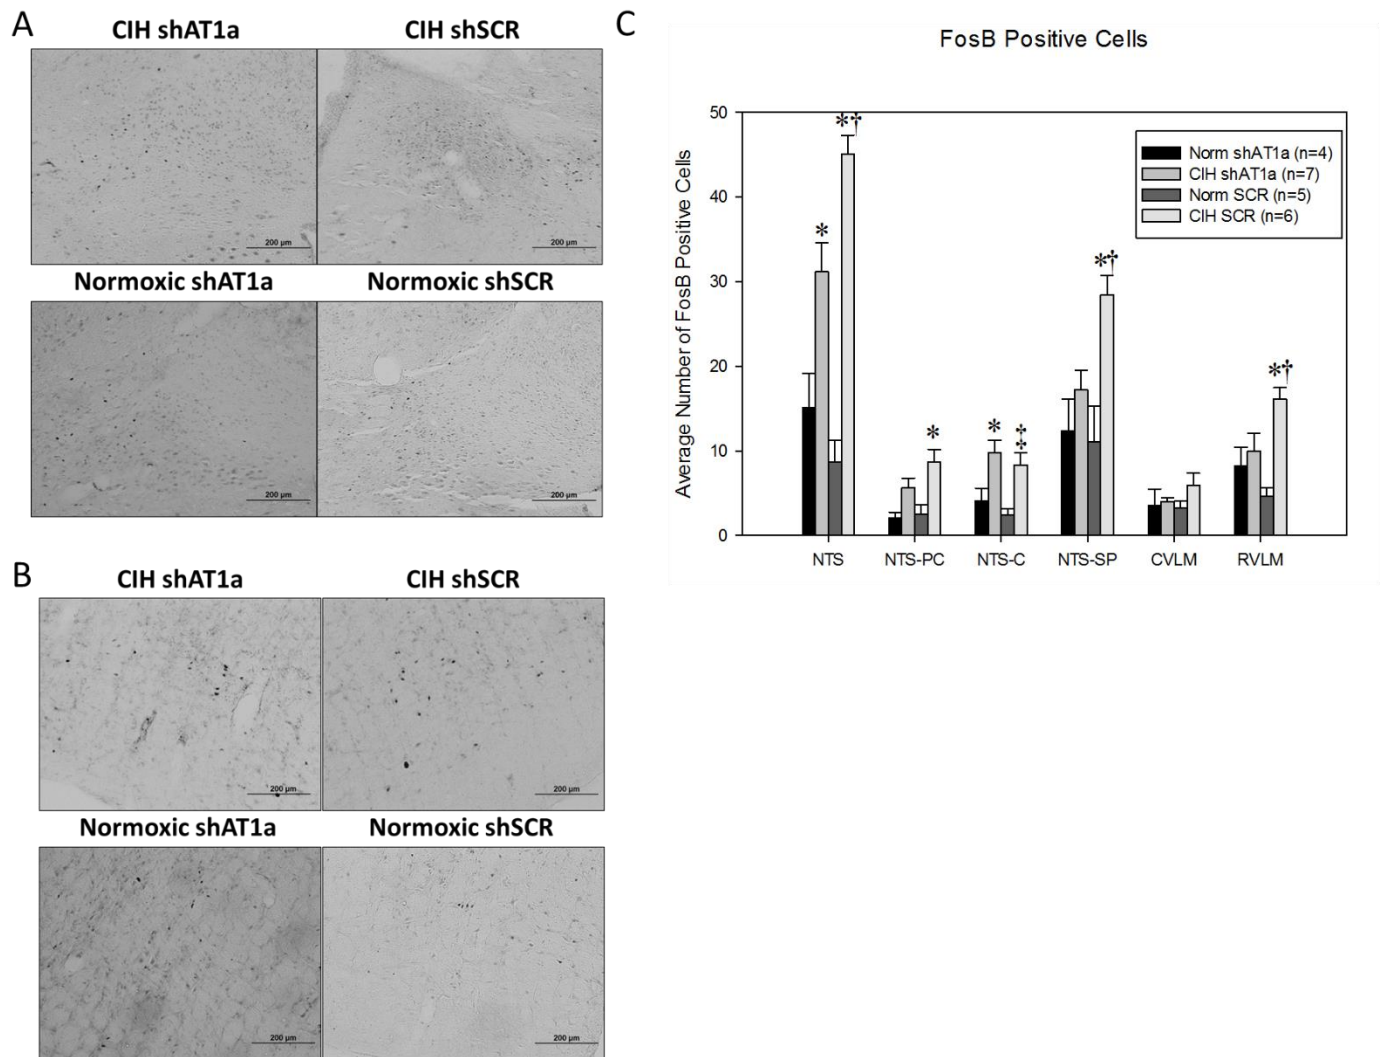 A
CIH shAT1a
CIH shSCR
200 µm
200 µm
Normoxic shAT1a
Normoxic shSCR
200 µm
200 µm
B
CIH shAT1a
CIH shSCR
200 µm
200 µm
Normoxic shAT1a
Normoxic shSCR
200 µm
200 µm
C
FosB Positive Cells
Average Number of FosB Positive Cells
50
40
30
20
10
0
Norm shAT1a (n=4)
CIH shAT1a (n=7)
Norm SCR (n=5)
CIH SCR (n=6)
*
*†
*
*
‡
*†
*†
NTS
NTS-PC
NTS-C
NTS-SP
CVLM
RVLM